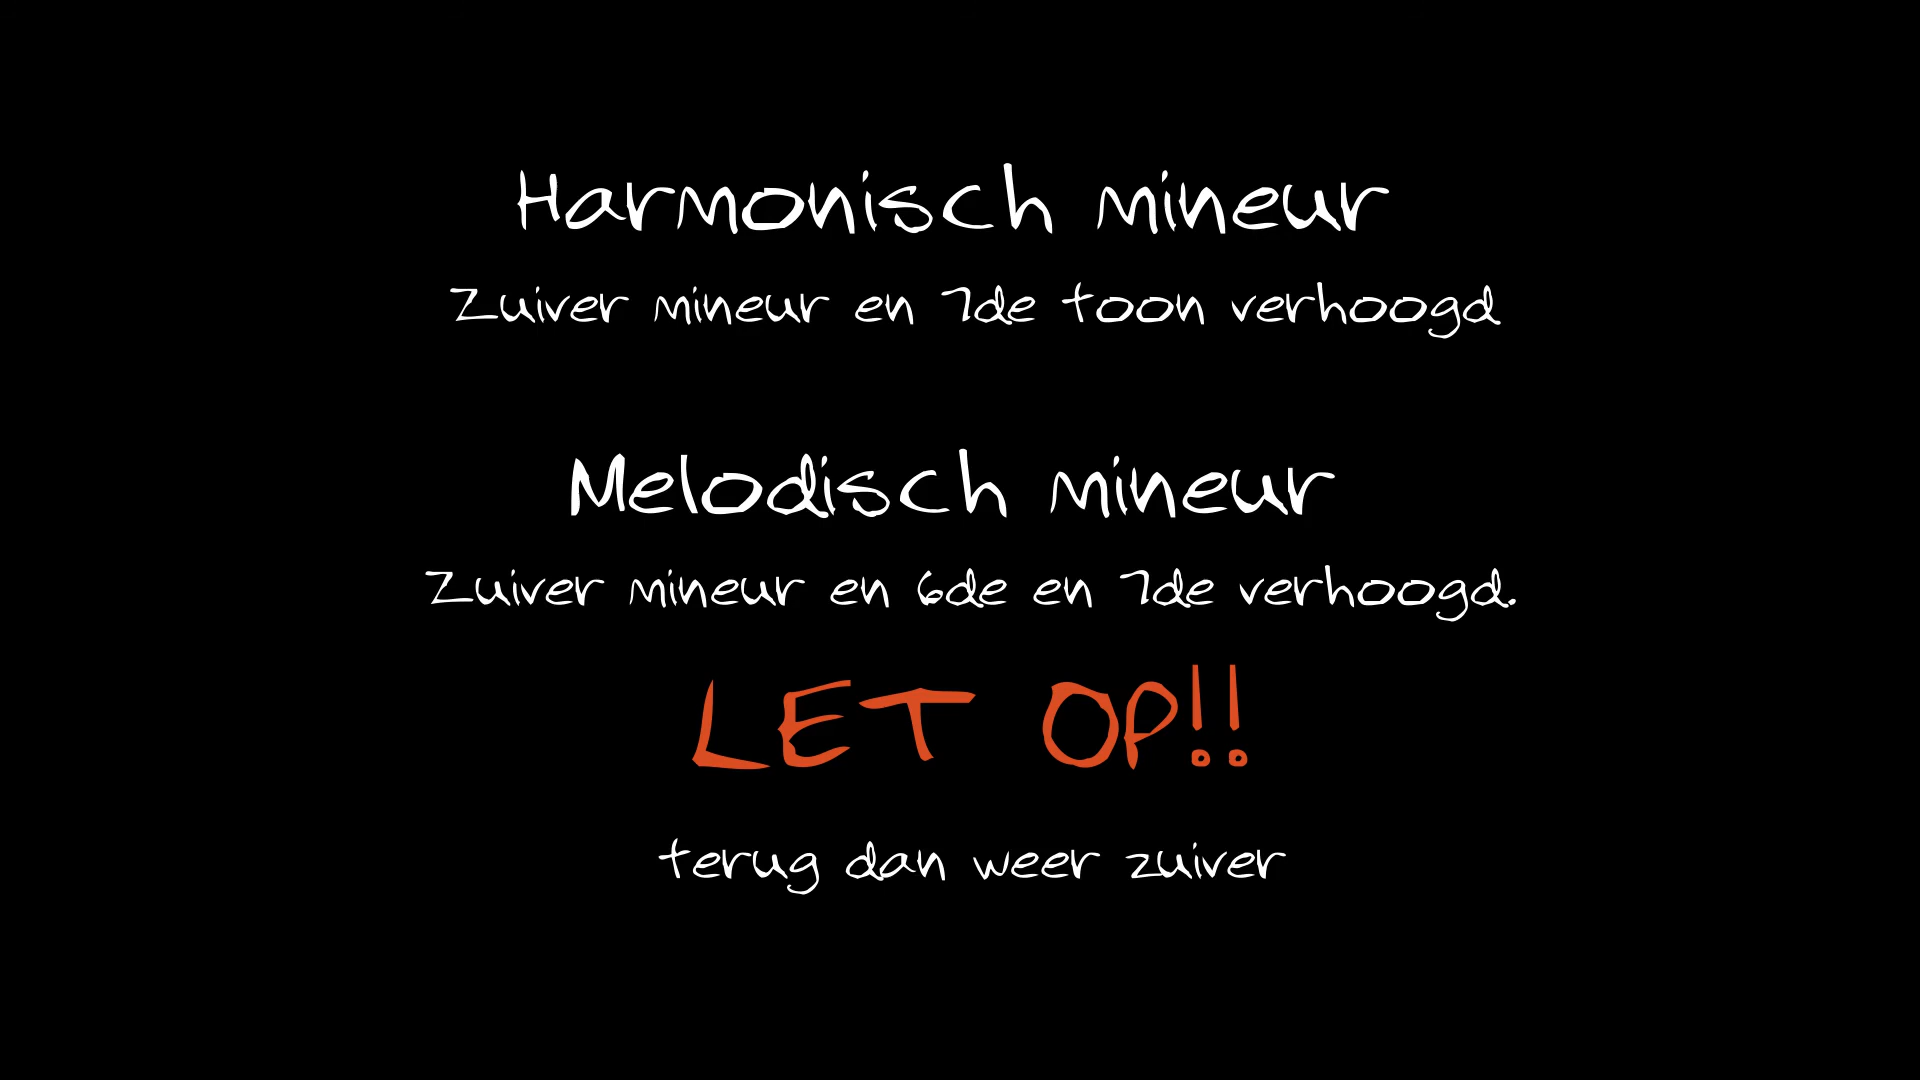 Harmonisch mineur
Zuiver mineur en 7de toon verhoogd
Melodisch mineur
Zuiver mineur en 6de en 7de verhoogd.
LET OP!!
terug dan weer zuiver